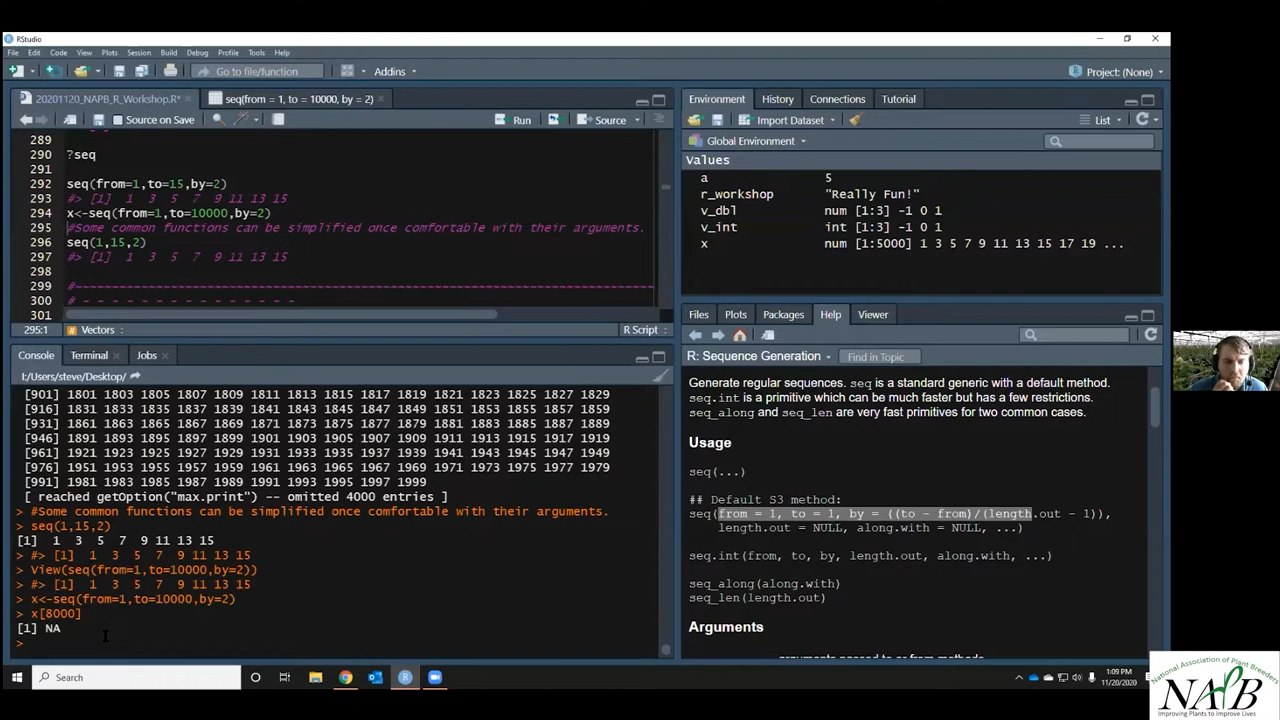 RStudio
File Edit Code View Plots Session Build Debug Profile Tools Help
Go to file/function Addins Project: (None)
20201120_NAPB_R_Workshop.R* seq(from = 1, to = 10000, by = 2)
Source on Save Run Source
289
290 ?seq
291
292 seq(from=1,to=15,by=2)
293 #> [1]  1  3  5  7  9 11 13 15
294 x<-seq(from=1,to=10000,by=2)
295 #Some common functions can be simplified once comfortable with their arguments.
296 seq(1,15,2)
297 #> [1]  1  3  5  7  9 11 13 15
298
299 #~~~~~~~~~~~~~~~~~~~~~~~~~~~~~~~~~~~~~~~~~~~~~~~~~~~~~~~~~~~~~~~~~~~~~~~~~~~~~~~~
300 # - - - - - - - - - - - - - - -
301
295:1 Vectors R Script
Console Terminal Jobs
I:/Users/steve/Desktop/
[901] 1801 1803 1805 1807 1809 1811 1813 1815 1817 1819 1821 1823 1825 1827 1829
[916] 1831 1833 1835 1837 1839 1841 1843 1845 1847 1849 1851 1853 1855 1857 1859
[931] 1861 1863 1865 1867 1869 1871 1873 1875 1877 1879 1881 1883 1885 1887 1889
[946] 1891 1893 1895 1897 1899 1901 1903 1905 1907 1909 1911 1913 1915 1917 1919
[961] 1921 1923 1925 1927 1929 1931 1933 1935 1937 1939 1941 1943 1945 1947 1949
[976] 1951 1953 1955 1957 1959 1961 1963 1965 1967 1969 1971 1973 1975 1977 1979
[991] 1981 1983 1985 1987 1989 1991 1993 1995 1997 1999
[ reached getOption("max.print") -- omitted 4000 entries ]
> #Some common functions can be simplified once comfortable with their arguments.
> seq(1,15,2)
[1]  1  3  5  7  9 11 13 15
> #> [1]  1  3  5  7  9 11 13 15
> View(seq(from=1,to=10000,by=2))
> #> [1]  1  3  5  7  9 11 13 15
> x<-seq(from=1,to=10000,by=2)
> x[8000]
[1] NA
>
Environment History Connections Tutorial
Import Dataset List
Global Environment
Values
a 5
r_workshop "Really Fun!"
v_dbl num [1:3] -1 0 1
v_int int [1:3] -1 0 1
x num [1:5000] 1 3 5 7 9 11 13 15 17 19 ...
Files Plots Packages Help Viewer
R: Sequence Generation Find in Topic
Generate regular sequences. seq is a standard generic with a default method.
seq.int is a primitive which can be much faster but has a few restrictions.
seq_along and seq_len are very fast primitives for two common cases.
Usage
seq(...)
## Default S3 method:
seq(from = 1, to = 1, by = ((to - from)/(length.out - 1)),
length.out = NULL, along.with = NULL, ...)
seq.int(from, to, by, length.out, along.with, ...)
seq_along(along.with)
seq_len(length.out)
Arguments
arguments passed to or from methods
Search
1:09 PM
11/20/2020
National Association of Plant Breeders
NAPB
Improving Plants to Improve Lives